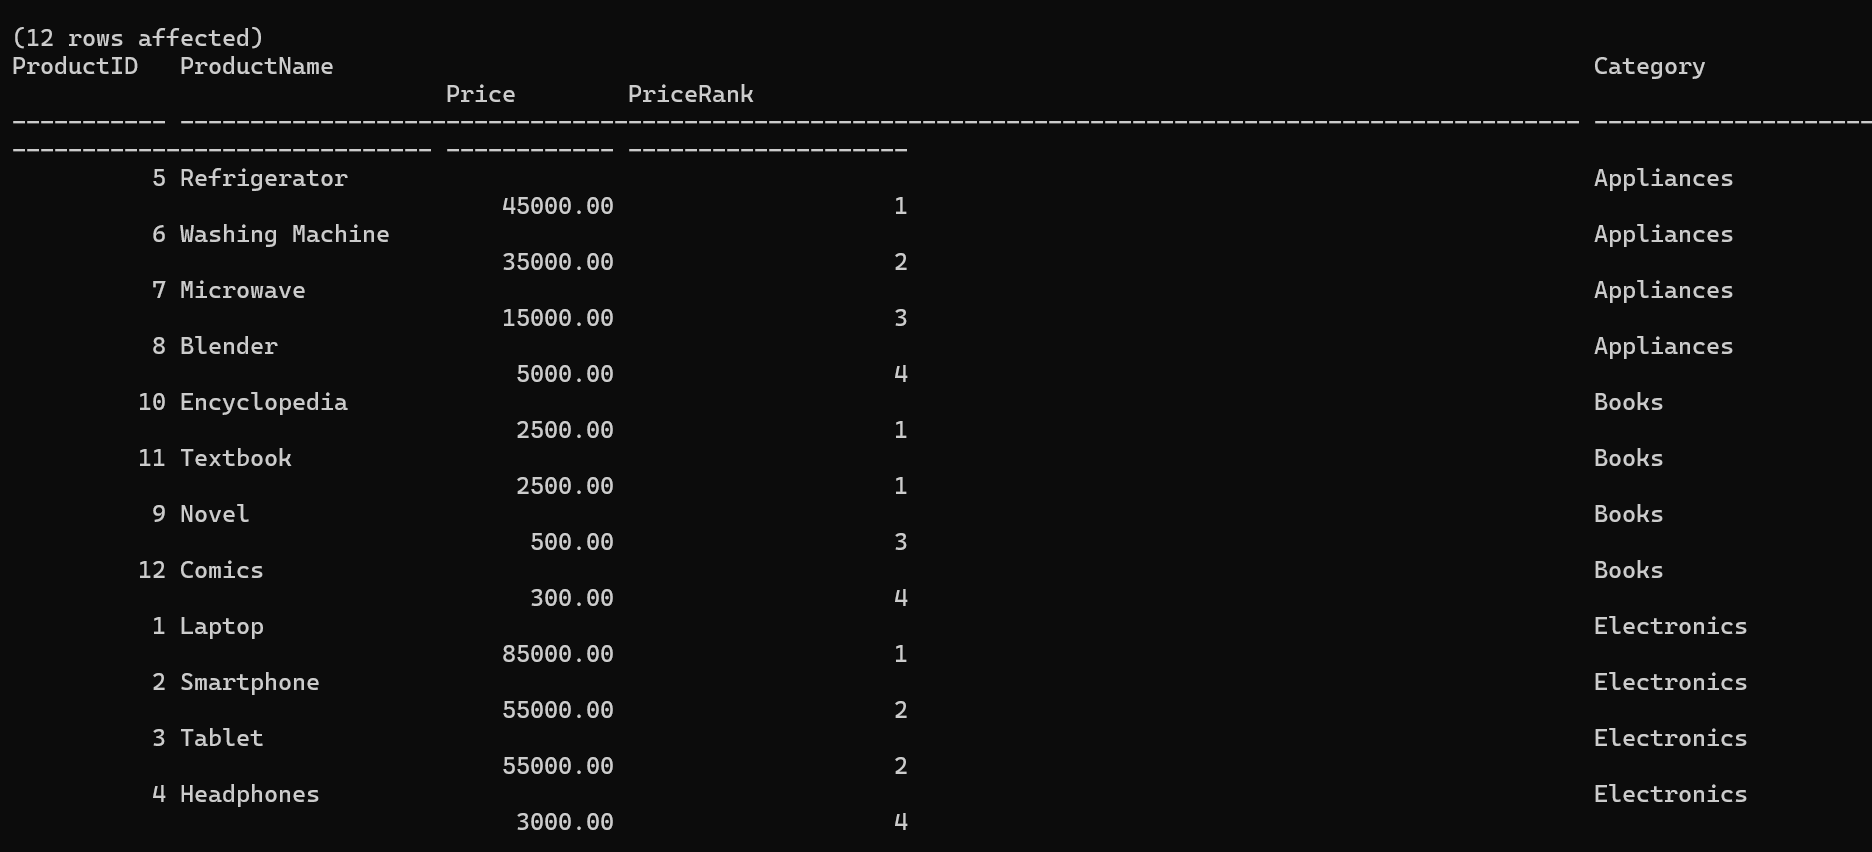 (12 rows affected)
ProductID   ProductName                                                                                          Category
                               Price        PriceRank
----------- ---------------------------------------------------------------------------------------------------- --------------------
------------------------------ ------------ --------------------
          5 Refrigerator                                                                                         Appliances
                                   45000.00                    1
          6 Washing Machine                                                                                      Appliances
                                   35000.00                    2
          7 Microwave                                                                                            Appliances
                                   15000.00                    3
          8 Blender                                                                                              Appliances
                                    5000.00                    4
         10 Encyclopedia                                                                                         Books
                                    2500.00                    1
         11 Textbook                                                                                             Books
                                    2500.00                    1
          9 Novel                                                                                                Books
                                     500.00                    3
         12 Comics                                                                                               Books
                                     300.00                    4
          1 Laptop                                                                                               Electronics
                                   85000.00                    1
          2 Smartphone                                                                                           Electronics
                                   55000.00                    2
          3 Tablet                                                                                               Electronics
                                   55000.00                    2
          4 Headphones                                                                                           Electronics
                                    3000.00                    4